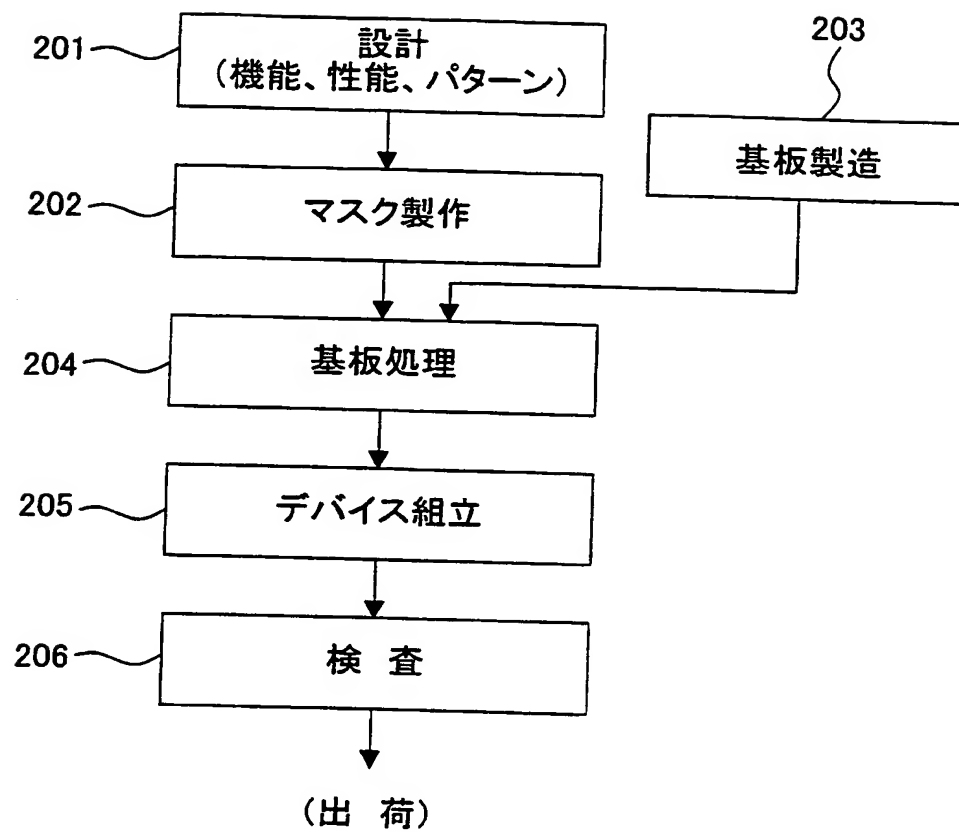 201
設計
(機能、性能、パターン)
203
基板製造
202
マスク製作
204
基板処理
205
デバイス組立
206
検 査
(出 荷)